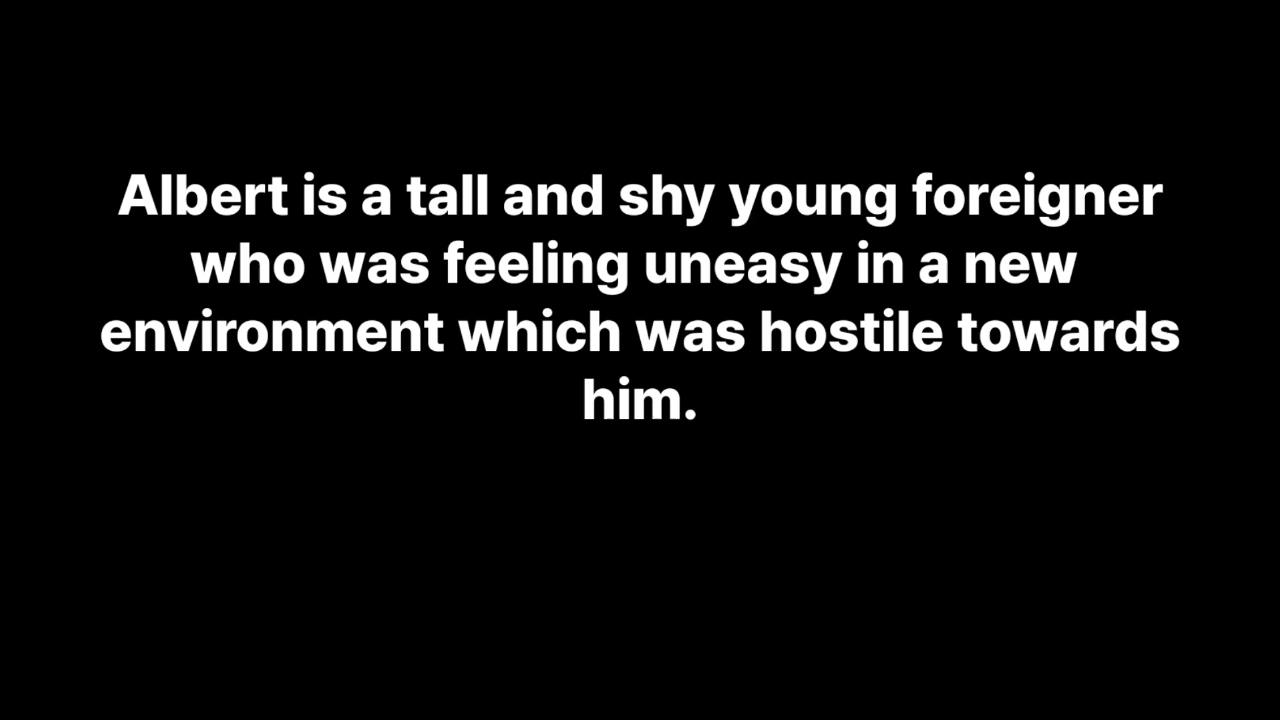 Albert is a tall and shy young foreigner
who was feeling uneasy in a new
environment which was hostile towards
him.